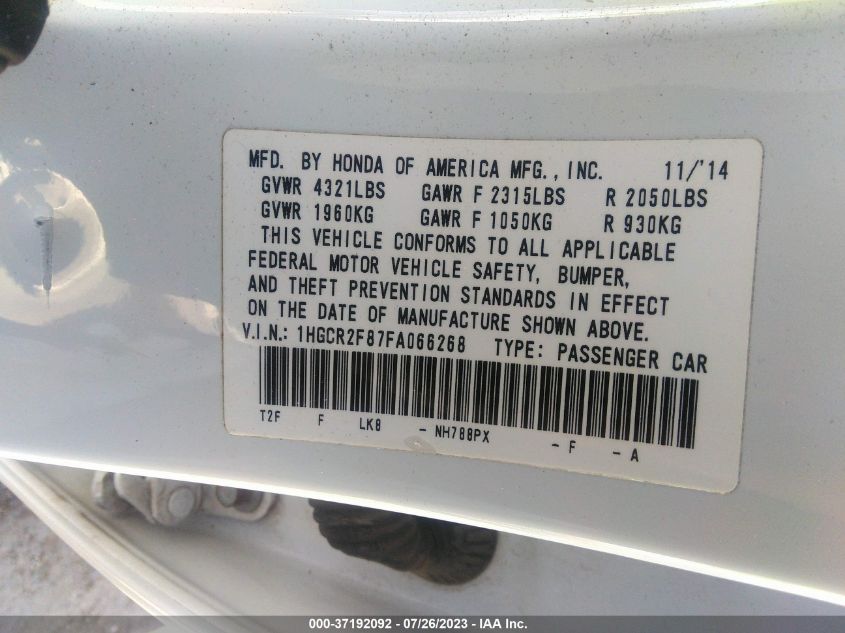 MFD. BY HONDA OF AMERICA MFG., INC. 11/'14
GVWR 4321LBS GAWR F 2315LBS R 2050LBS
GVWR 1960KG GAWR F 1050KG R 930KG
THIS VEHICLE CONFORMS TO ALL APPLICABLE
FEDERAL MOTOR VEHICLE SAFETY, BUMPER,
AND THEFT PREVENTION STANDARDS IN EFFECT
ON THE DATE OF MANUFACTURE SHOWN ABOVE.
V.I.N.: 1HGCR2F87FA066268 TYPE: PASSENGER CAR
T2F F LK8 - NH788PX - F - A
000-37192092 - 07/26/2023 - IAA Inc.